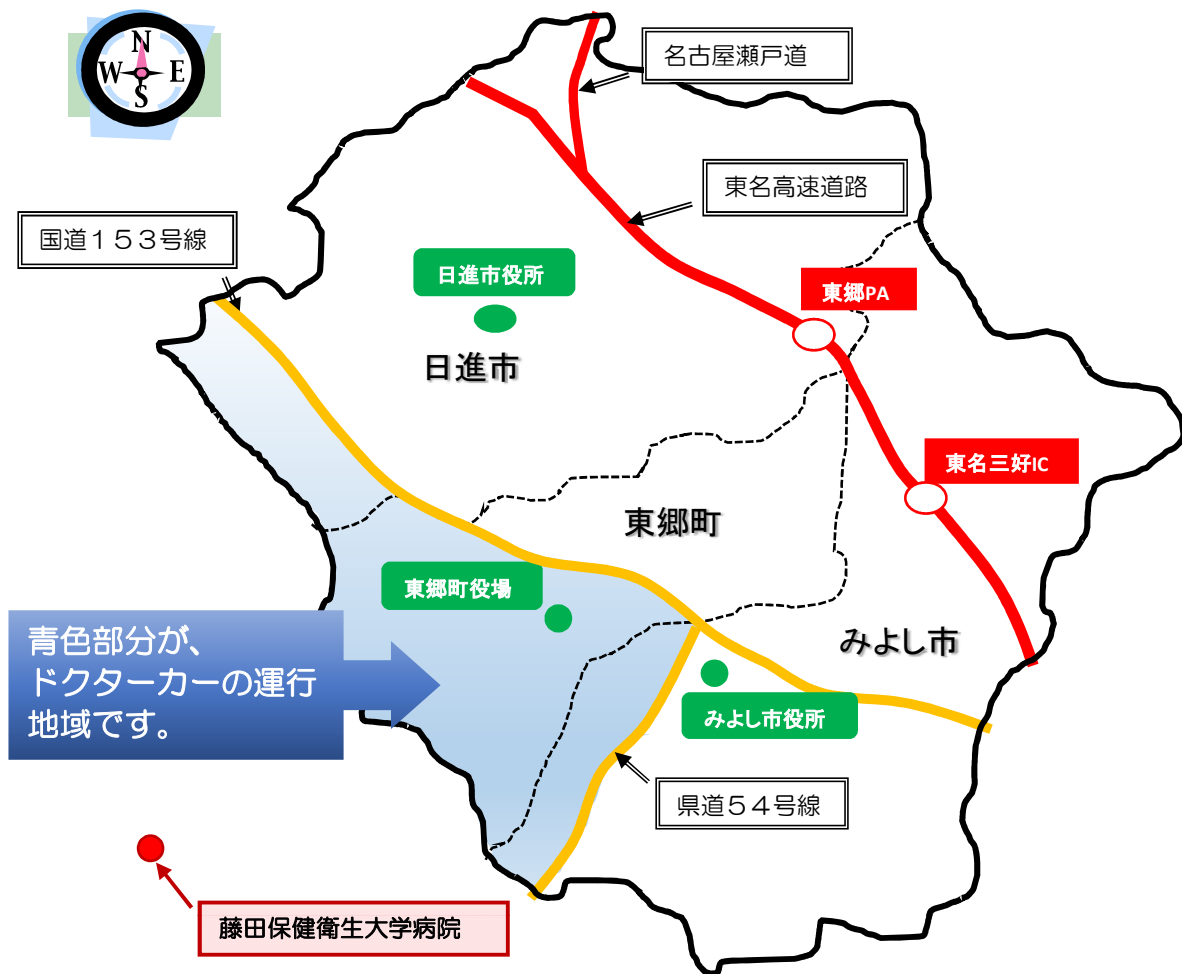 N
W E
S
名古屋瀬戸道
東名高速道路
国道１５３号線
日進市役所
東郷PA
日進市
東名三好IC
東郷町
東郷町役場
青色部分が、
ドクターカーの運行
地域です。
みよし市
みよし市役所
県道５４号線
藤田保健衛生大学病院